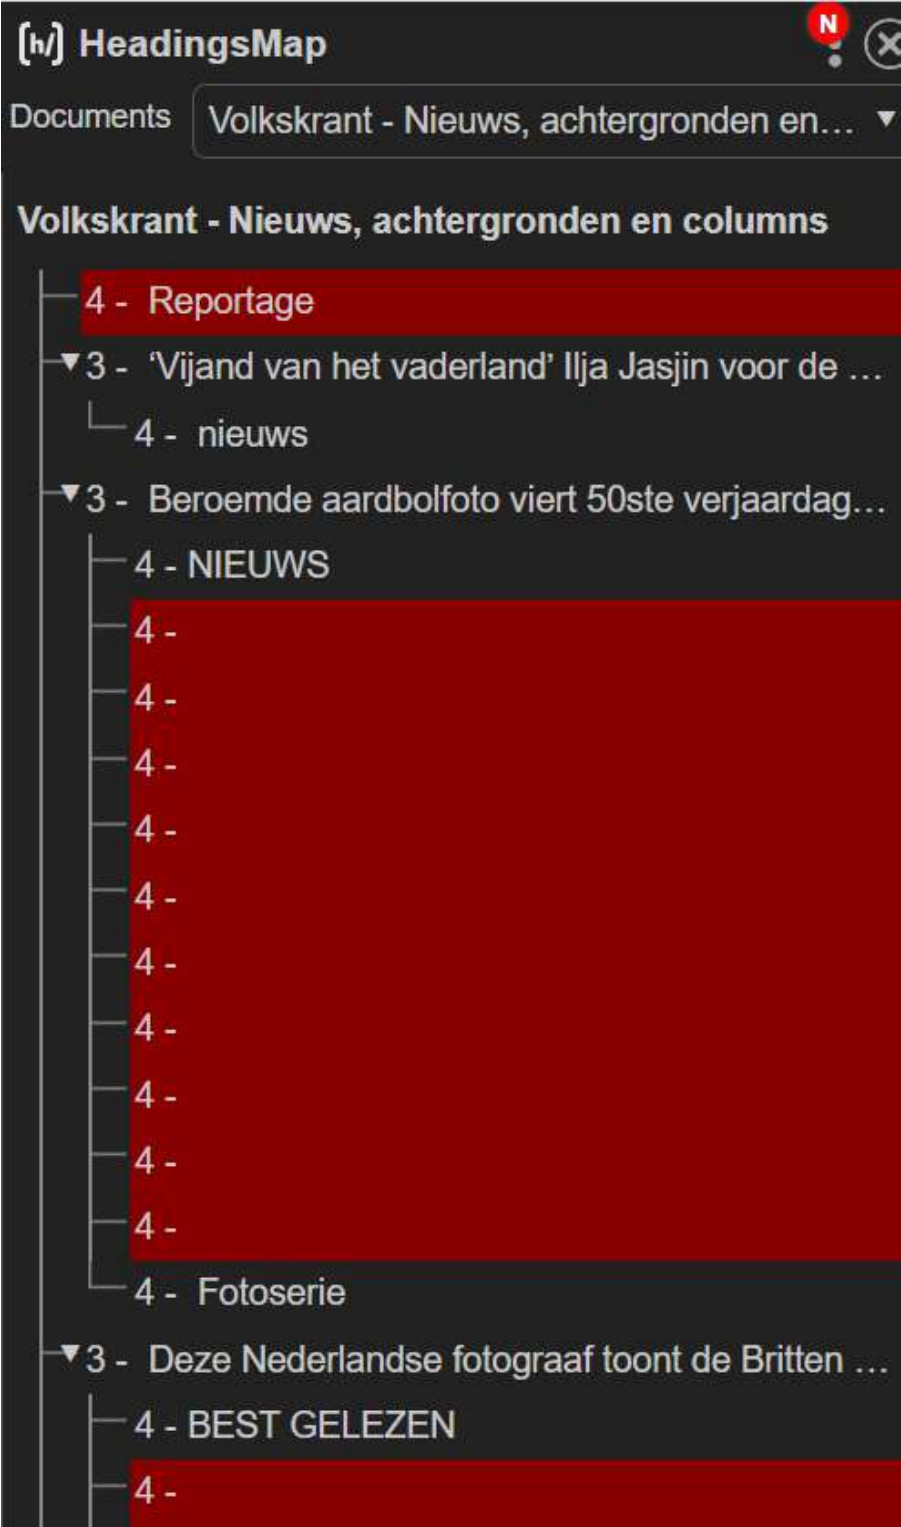 [h/] HeadingsMap N
Documents Volkskrant - Nieuws, achtergronden en… ▼
Volkskrant - Nieuws, achtergronden en columns
4 - Reportage
▼3 - ‘Vijand van het vaderland’ Ilja Jasjin voor de …
4 - nieuws
▼3 - Beroemde aardbolfoto viert 50ste verjaardag…
4 - NIEUWS
4 -
4 -
4 -
4 -
4 -
4 -
4 -
4 -
4 -
4 -
4 - Fotoserie
▼3 - Deze Nederlandse fotograaf toont de Britten …
4 - BEST GELEZEN
4 -